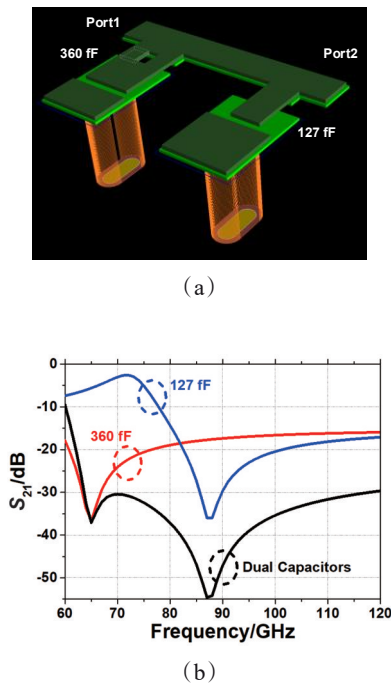 Port1
360 fF
Port2
127 fF
(a)
0
-10
-20
-30
-40
-50
S21/dB
127 fF
360 fF
Dual Capacitors
60 70 80 90 100 110 120
Frequency/GHz
(b)